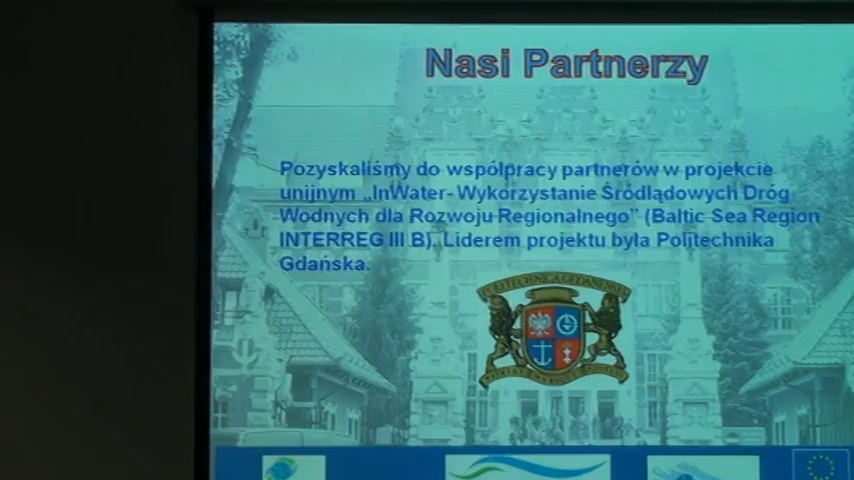 Nasi Partnerzy
Pozyskaliśmy do współpracy partnerów w projekcie
unijnym „InWater- Wykorzystanie Śródlądowych Dróg
Wodnych dla Rozwoju Regionalnego" (Baltic Sea Region
INTERREG III B). Liderem projektu była Politechnika
Gdańska.